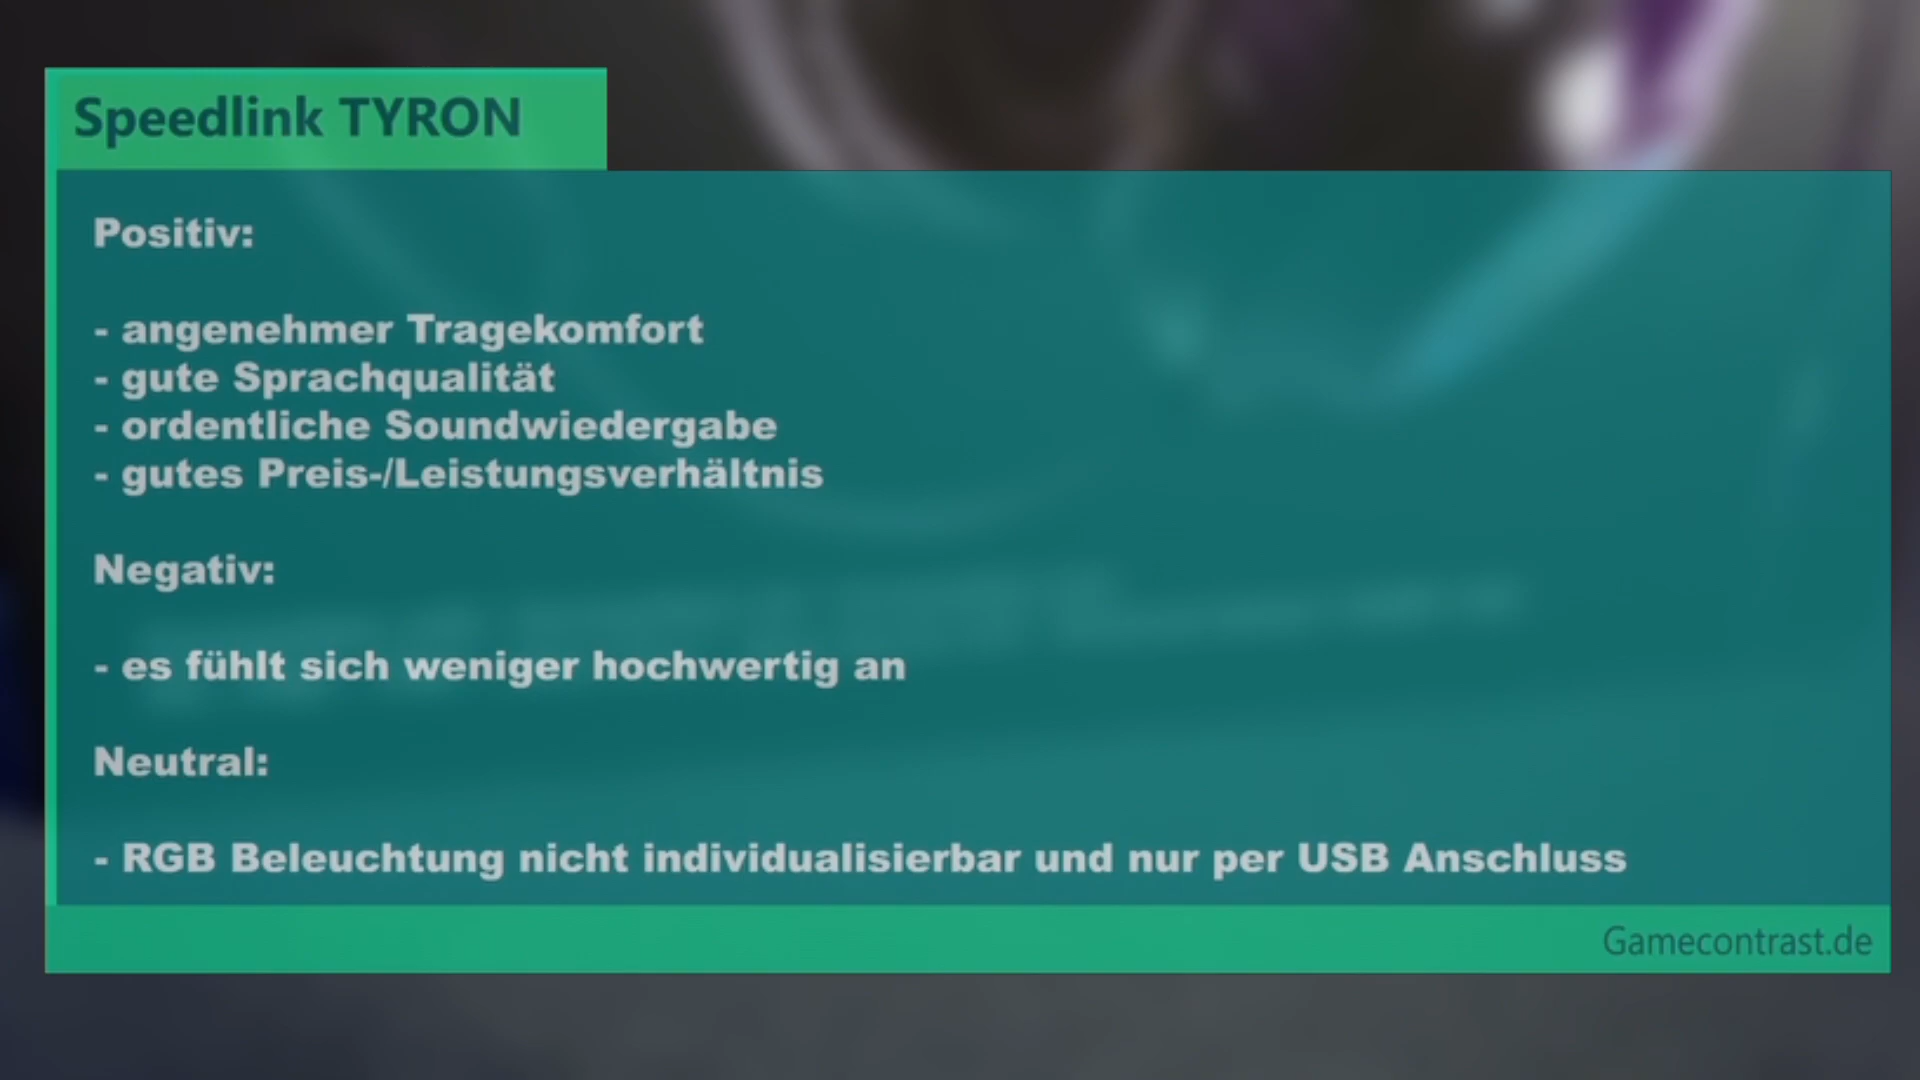 Speedlink TYRON
Positiv:
- angenehmer Tragekomfort
- gute Sprachqualität
- ordentliche Soundwiedergabe
- gutes Preis-/Leistungsverhältnis
Negativ:
- es fühlt sich weniger hochwertig an
Neutral:
- RGB Beleuchtung nicht individualisierbar und nur per USB Anschluss
Gamecontrast.de